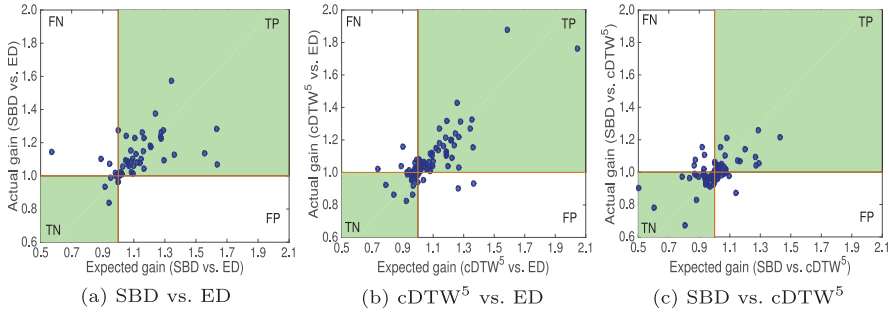 FN
TP
TN
FP
2.0
1.8
1.6
1.4
1.2
1.0
0.8
0.6
0.5 0.7 0.9 1.1 1.3 1.5 1.7 1.9 2.1
Actual gain (SBD vs. ED)
Expected gain (SBD vs. ED)
(a) SBD vs. ED
FN
TP
TN
FP
2.0
1.8
1.6
1.4
1.2
1.0
0.8
0.6
0.5 0.7 0.9 1.1 1.3 1.5 1.7 1.9 2.1
Actual gain (cDTW⁵ vs. ED)
Expected gain (cDTW⁵ vs. ED)
(b) cDTW⁵ vs. ED
FN
TP
TN
FP
2.0
1.8
1.6
1.4
1.2
1.0
0.8
0.6
0.5 0.7 0.9 1.1 1.3 1.5 1.7 1.9 2.1
Actual gain (SBD vs. cDTW⁵)
Expected gain (SBD vs. cDTW⁵)
(c) SBD vs. cDTW⁵